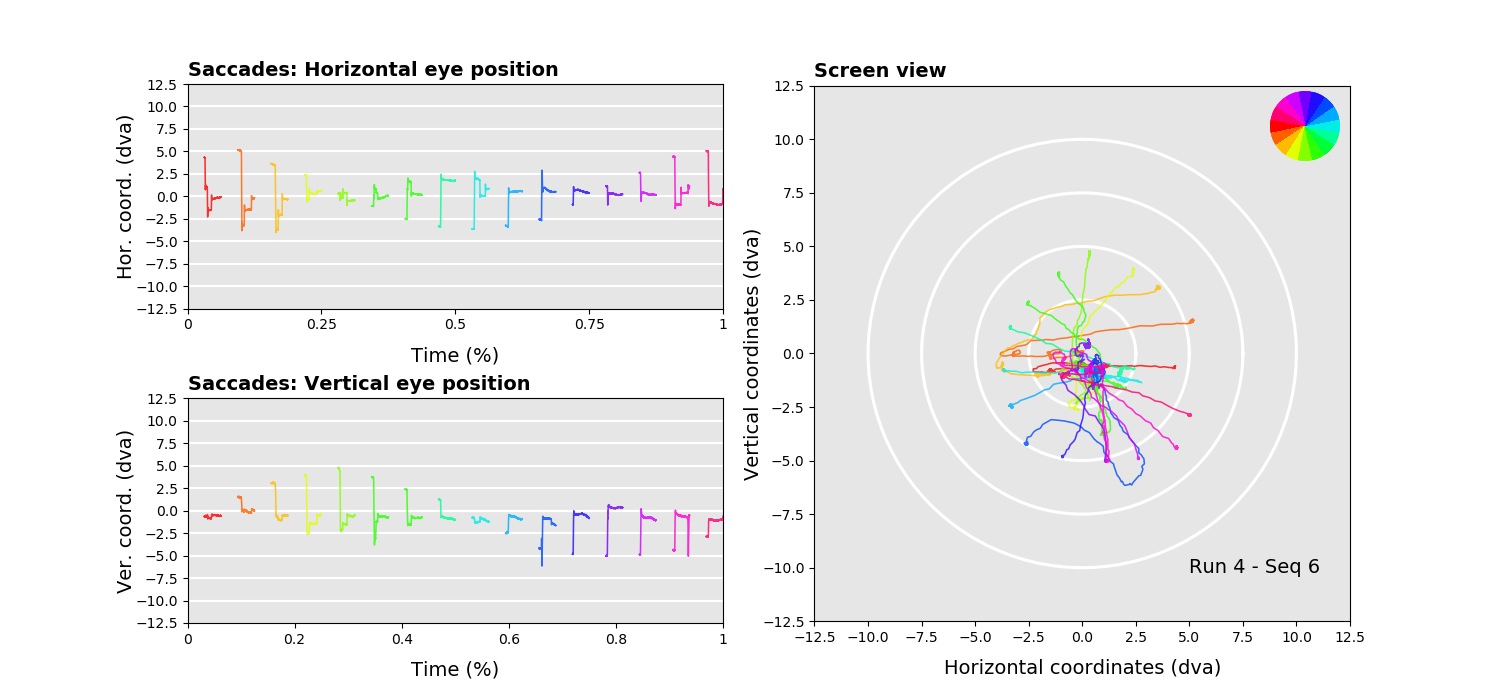 Saccades: Horizontal eye position
Hor. coord. (dva)
12.5
10.0
7.5
5.0
2.5
0.0
−2.5
−5.0
−7.5
−10.0
−12.5
0 0.25 0.5 0.75 1
Time (%)
Saccades: Vertical eye position
Ver. coord. (dva)
12.5
10.0
7.5
5.0
2.5
0.0
−2.5
−5.0
−7.5
−10.0
−12.5
0 0.2 0.4 0.6 0.8 1
Time (%)
Screen view
Vertical coordinates (dva)
12.5
10.0
7.5
5.0
2.5
0.0
−2.5
−5.0
−7.5
−10.0
−12.5
Run 4 - Seq 6
−12.5 −10.0 −7.5 −5.0 −2.5 0.0 2.5 5.0 7.5 10.0 12.5
Horizontal coordinates (dva)